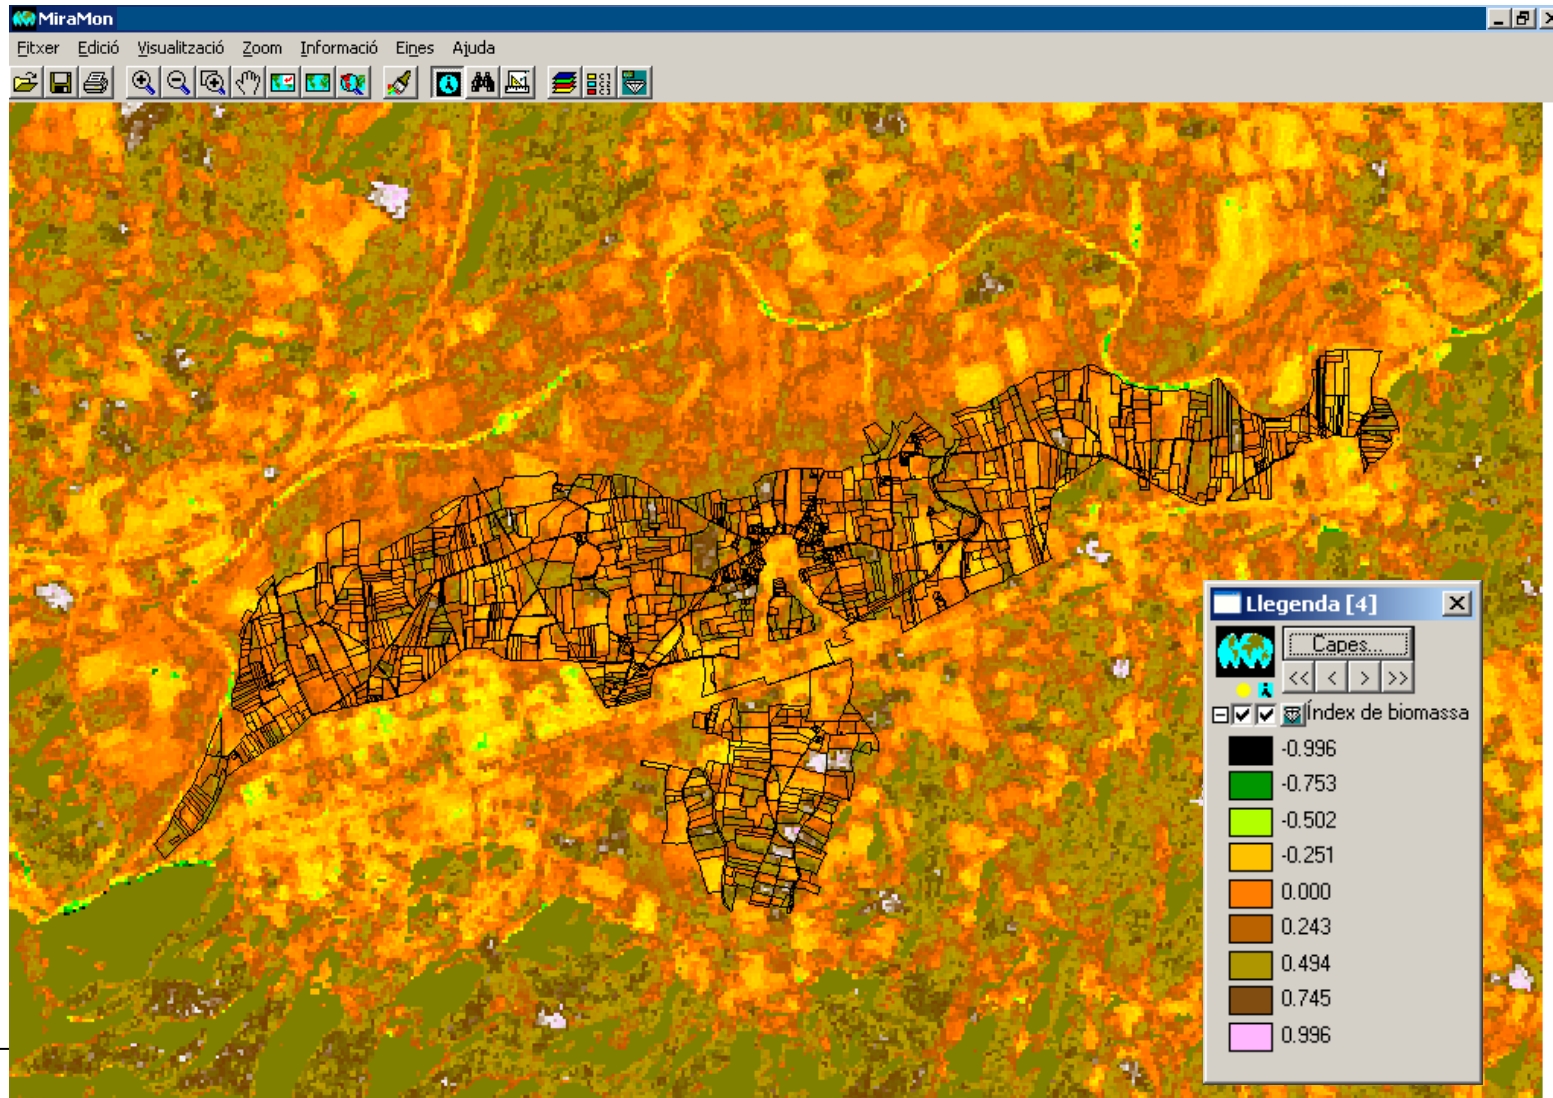 MiraMon
Fitxer Edició Visualització Zoom Informació Eines Ajuda
Llegenda [4]
Capes...
<< < > >>
Índex de biomassa
-0.996
-0.753
-0.502
-0.251
0.000
0.243
0.494
0.745
0.996